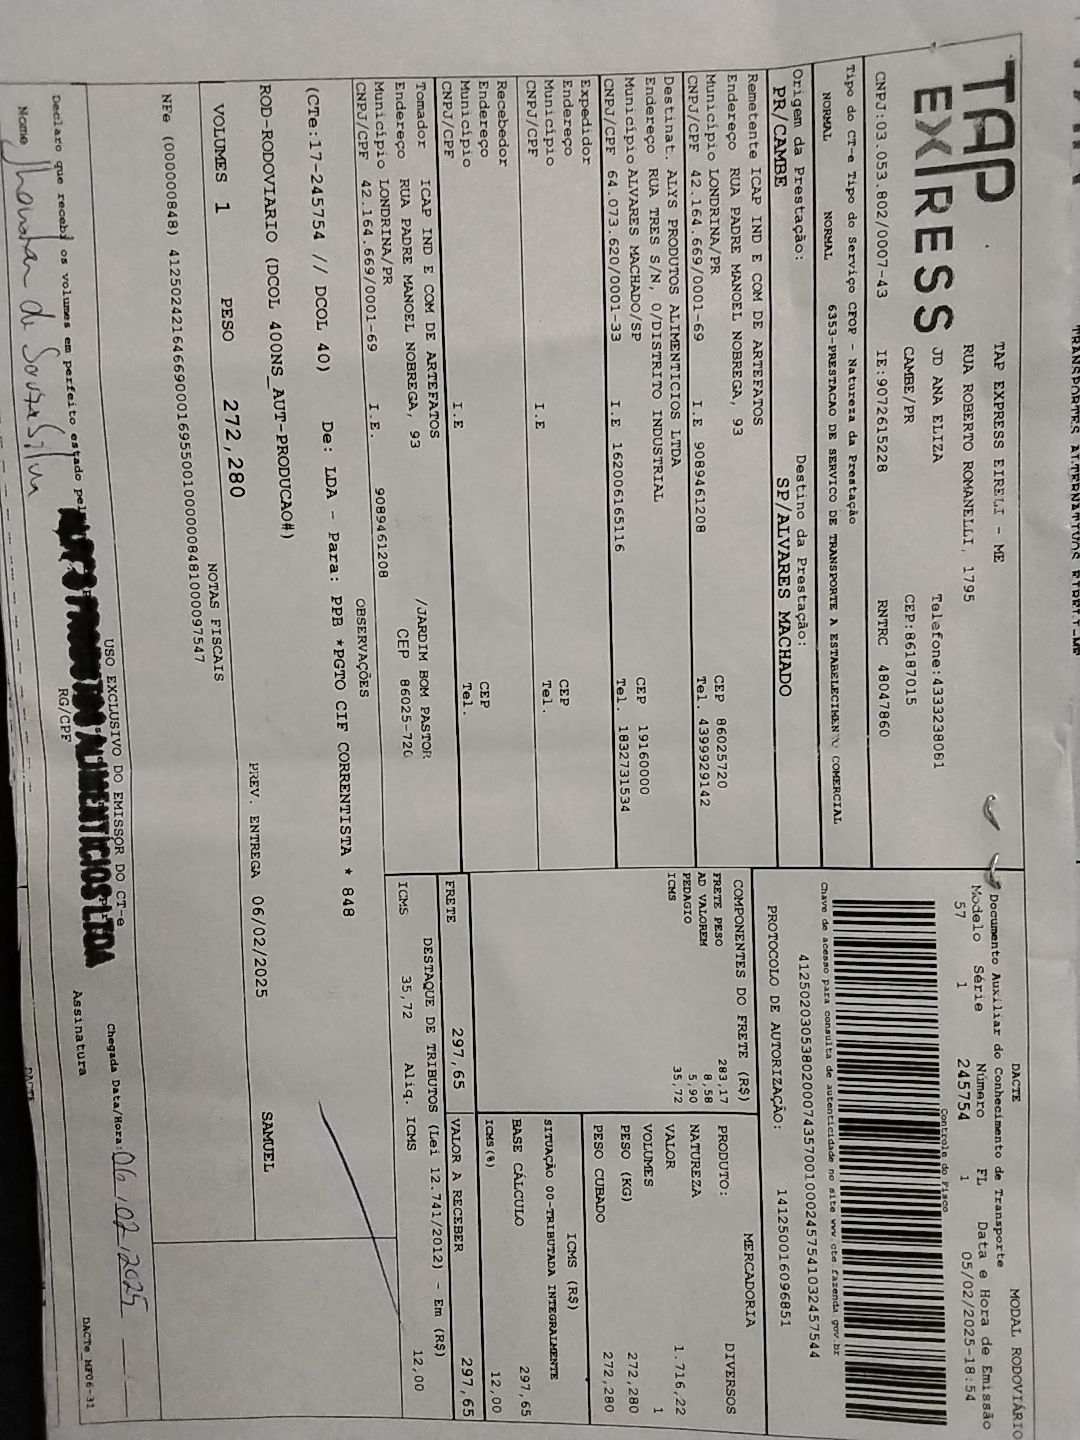 TAP EXPRESS
TAP EXPRESS EIRELI - ME
RUA ROBERTO ROMANELLI, 1795
JD ANA ELIZA Telefone:4333238081
CAMBE/PR CEP:86187015
CNPJ:03.053.802/0007-43 IE:9072615228 RNTRC 48047860
Tipo do CT-e Tipo do Serviço CFOP - Natureza da Prestação
NORMAL NORMAL 6353-PRESTACAO DE SERVICO DE TRANSPORTE A ESTABELECIMENTO COMERCIAL
Origem da Prestação: Destino da Prestação:
PR/CAMBE SP/ALVARES MACHADO
Remetente ICAP IND E COM DE ARTEFATOS
Endereço RUA PADRE MANOEL NOBREGA, 93 CEP 86025720
Município LONDRINA/PR Tel. 4399929142
CNPJ/CPF 42.164.669/0001-69 I.E 9089461208
Destinat. ALYS PRODUTOS ALIMENTICIOS LTDA
Endereço RUA TRES S/N, 0/DISTRITO INDUSTRIAL CEP 19160000
Município ALVARES MACHADO/SP Tel. 1832731534
CNPJ/CPF 64.073.620/0001-33 I.E 162006165116
Expedidor
Endereço CEP
Município Tel.
CNPJ/CPF I.E
Recebedor
Endereço CEP
Município Tel.
CNPJ/CPF I.E
Tomador ICAP IND E COM DE ARTEFATOS
Endereço RUA PADRE MANOEL NOBREGA, 93 /JARDIM BOM PASTOR
Município LONDRINA/PR CEP 86025-720
CNPJ/CPF 42.164.669/0001-69 I.E. 9089461208
OBSERVAÇÕES
(CTe:17-245754 // DCOL 40) De: LDA - Para: PPB *PGTO CIF CORRENTISTA * 848
ROD-RODOVIARIO (DCOL 400NS_AUT-PRODUCAO#)
PREV. ENTREGA 06/02/2025 SAMUEL
VOLUMES 1 PESO 272,280
NOTAS FISCAIS
NFe (000000848) 41250242164669000169550010000008481000097547
DACTE MODAL RODOVIÁRIO
Documento Auxiliar do Conhecimento de Transporte
Modelo Série Número FL Data e Hora de Emissão
57 1 245754 1 05/02/2025-18:54
Controle do Fisco
Chave de acesso para consulta de autenticidade no site www.cte.fazenda.gov.br
41250203053802000743570010002457541032457544
PROTOCOLO DE AUTORIZAÇÃO: 141250016096851
COMPONENTES DO FRETE (R$)
FRETE PESO 283,17
AD VALOREM 8,58
PEDAGIO 5,90
ICMS 35,72
MERCADORIA
PRODUTO:
NATUREZA DIVERSOS
VALOR 1.716,22
VOLUMES 1
PESO (KG) 272,280
PESO CUBADO 272,280
ICMS (R$)
SITUAÇÃO 00-TRIBUTADA INTEGRALMENTE
BASE CÁLCULO 297,65
ICMS(%) 12,00
FRETE 297,65 VALOR A RECEBER 297,65
DESTAQUE DE TRIBUTOS (Lei 12.741/2012) - Em (R$)
ICMS 35,72 Aliq. ICMS 12,00
USO EXCLUSIVO DO EMISSOR DO CT-e
Declaro que recebi os volumes em perfeito estado pel
PRODUTOS ALIMENTICIOS LTDA
Chegada Data/Hora: 06/02/2025
Nome Jhonatan de Souza Silva RG/CPF Assinatura
DACTe_MF06-31
DACTE